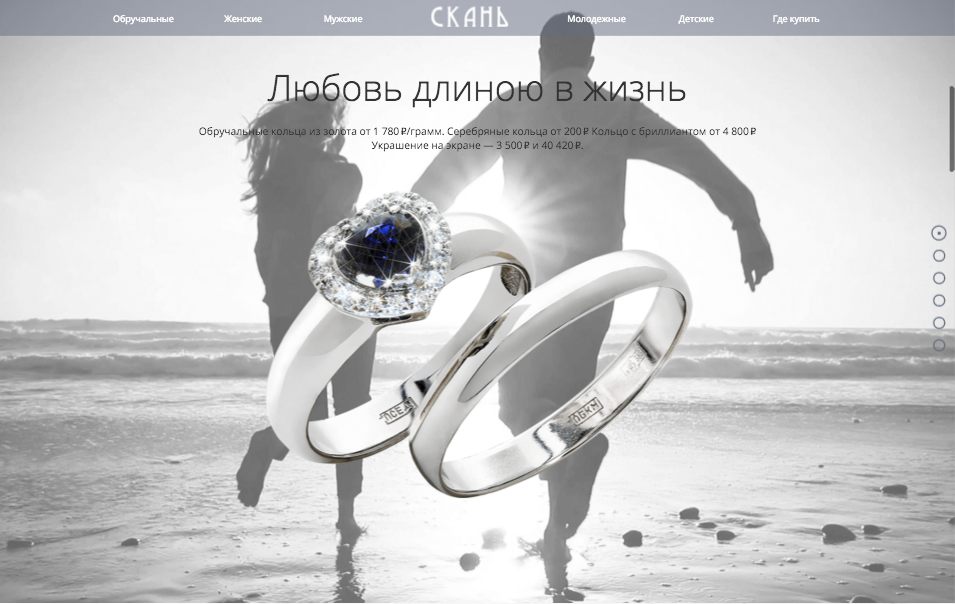 Обручальные Женские Мужские СКАНЬ Молодежные Детские Где купить
Любовь длиною в жизнь
Обручальные кольца из золота от 1 780 ₽/грамм. Серебряные кольца от 200 ₽ Кольцо с бриллиантом от 4 800 ₽
Украшение на экране — 3 500 ₽ и 40 420 ₽.